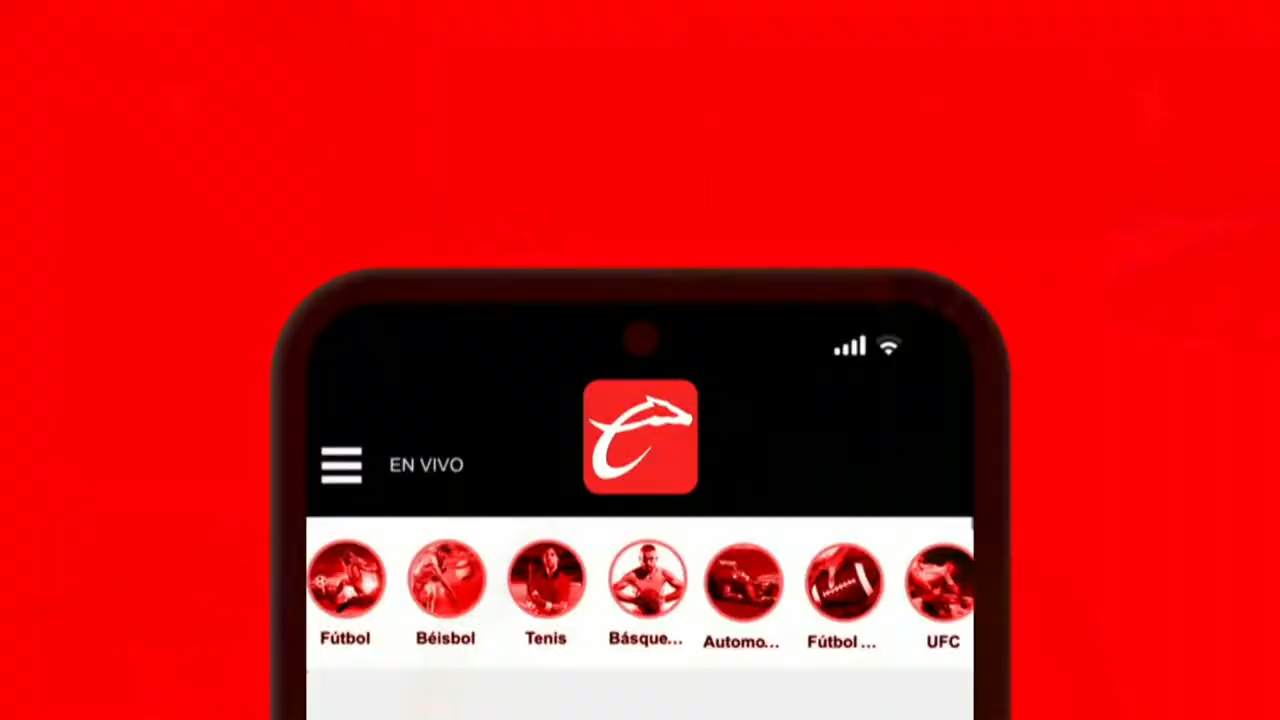 EN VIVO
Fútbol
Béisbol
Tenis
Básque...
Automo...
Fútbol ...
UFC